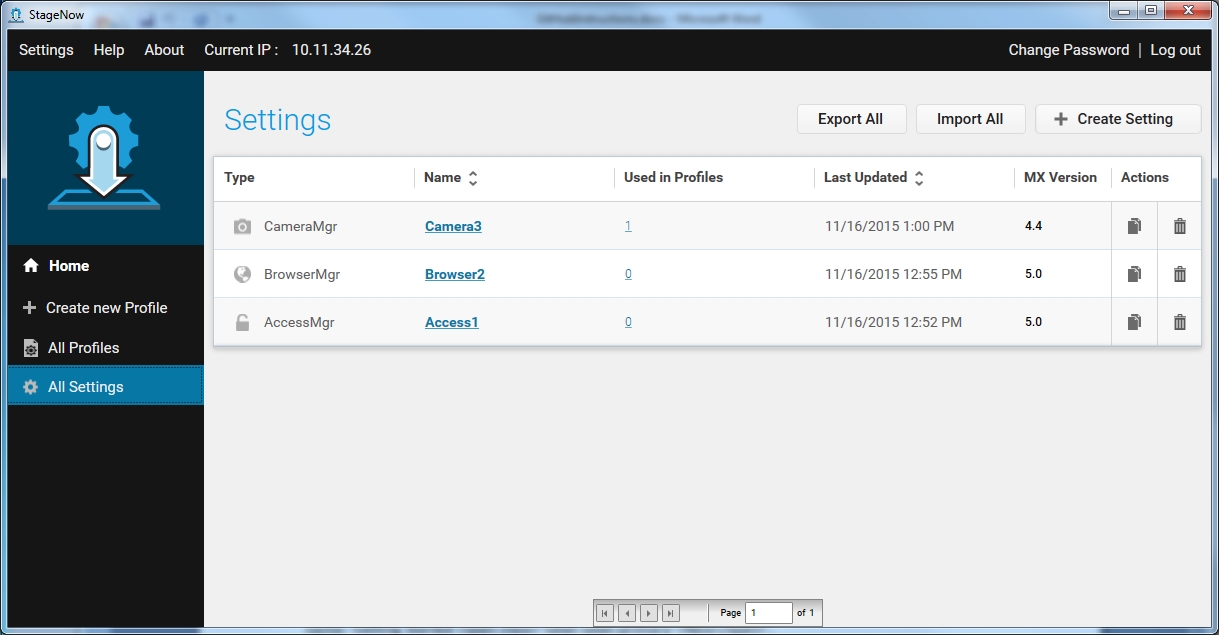 StageNow
Settings Help About Current IP : 10.11.34.26 Change Password | Log out
Settings
Export All Import All Create Setting
Type Name Used in Profiles Last Updated MX Version Actions
CameraMgr Camera3 1 11/16/2015 1:00 PM 4.4
BrowserMgr Browser2 0 11/16/2015 12:55 PM 5.0
AccessMgr Access1 0 11/16/2015 12:52 PM 5.0
Home
Create new Profile
All Profiles
All Settings
Page 1 of 1